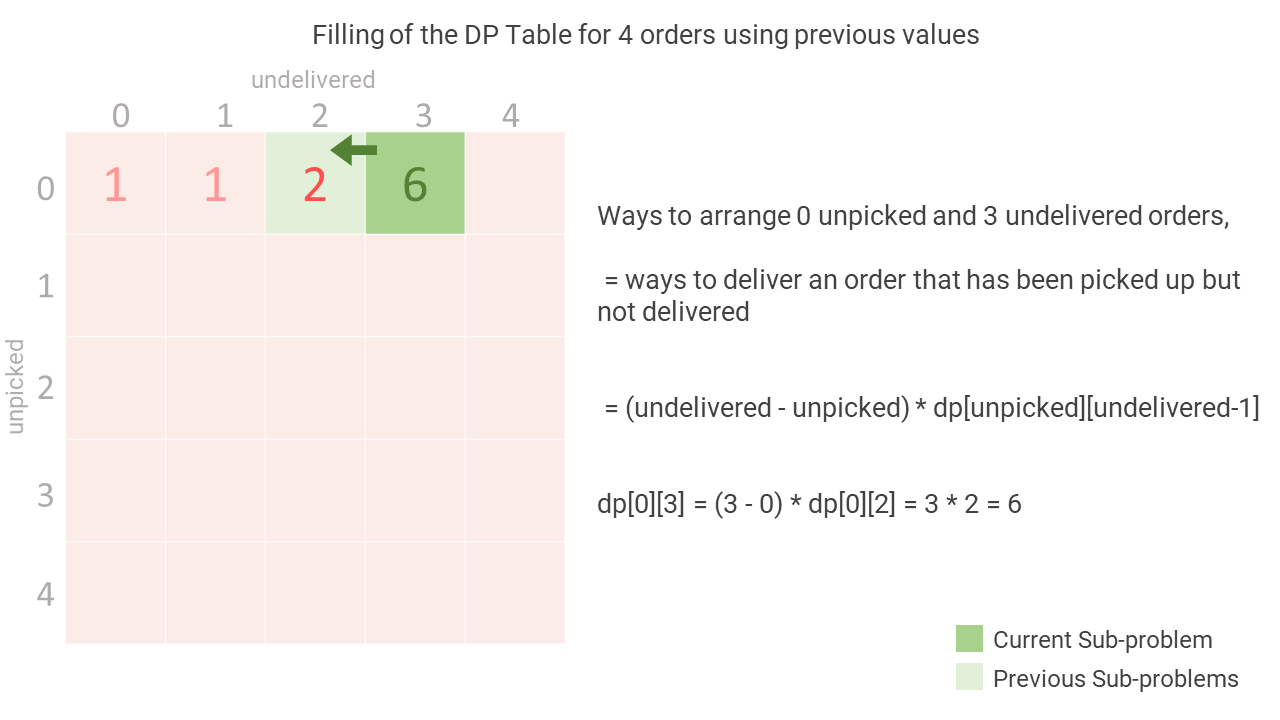 Filling of the DP Table for 4 orders using previous values
undelivered
0 1 2 3 4
0 1 1 2 6
1
2
3
4
unpicked
Ways to arrange 0 unpicked and 3 undelivered orders,
= ways to deliver an order that has been picked up but
not delivered
= (undelivered - unpicked) * dp[unpicked][undelivered-1]
dp[0][3] = (3 - 0) * dp[0][2] = 3 * 2 = 6
Current Sub-problem
Previous Sub-problems